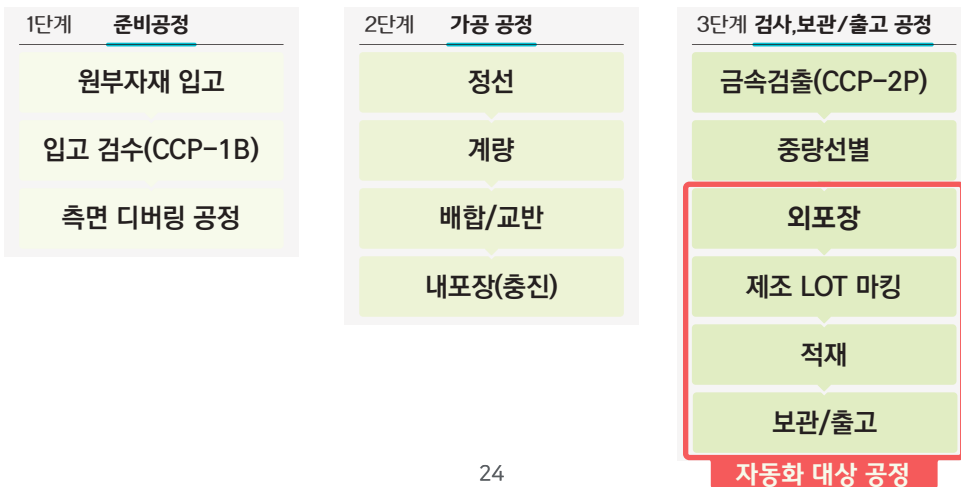 1단계 준비공정
원부자재 입고
입고 검수(CCP-1B)
측면 디버링 공정
2단계 가공 공정
정선
계량
배합/교반
내포장(충진)
3단계 검사,보관/출고 공정
금속검출(CCP-2P)
중량선별
외포장
제조 LOT 마킹
적재
보관/출고
자동화 대상 공정
24